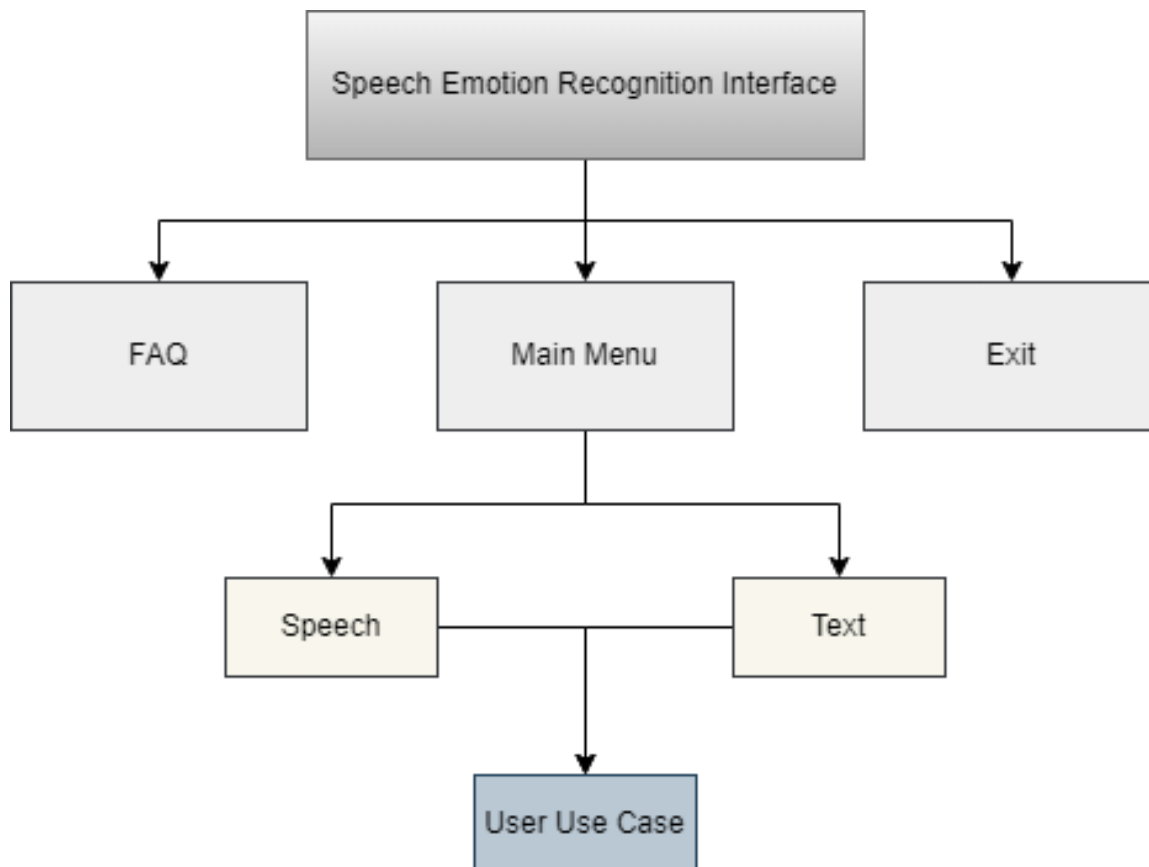 Speech Emotion Recognition Interface
FAQ
Main Menu
Exit
Speech
Text
User Use Case